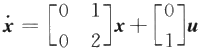 ẋ = [0 1; 0 2] x + [0; 1] u